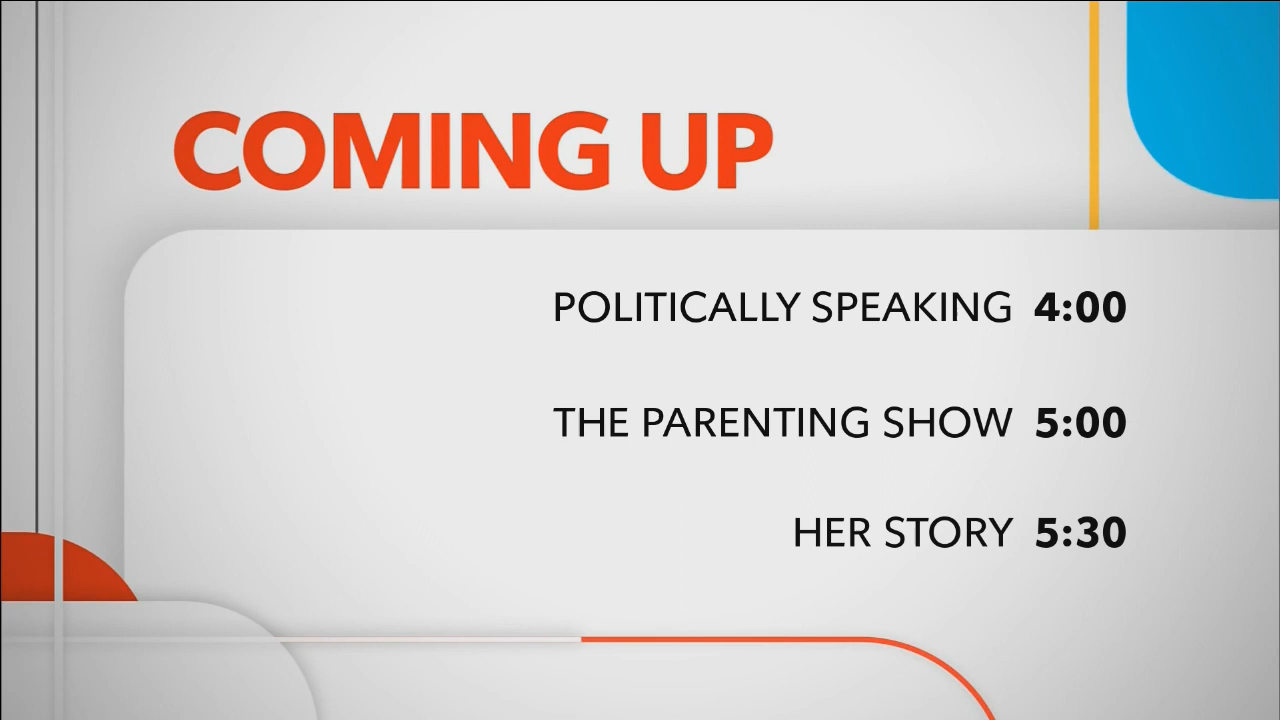 COMING UP
POLITICALLY SPEAKING 4:00
THE PARENTING SHOW 5:00
HER STORY 5:30